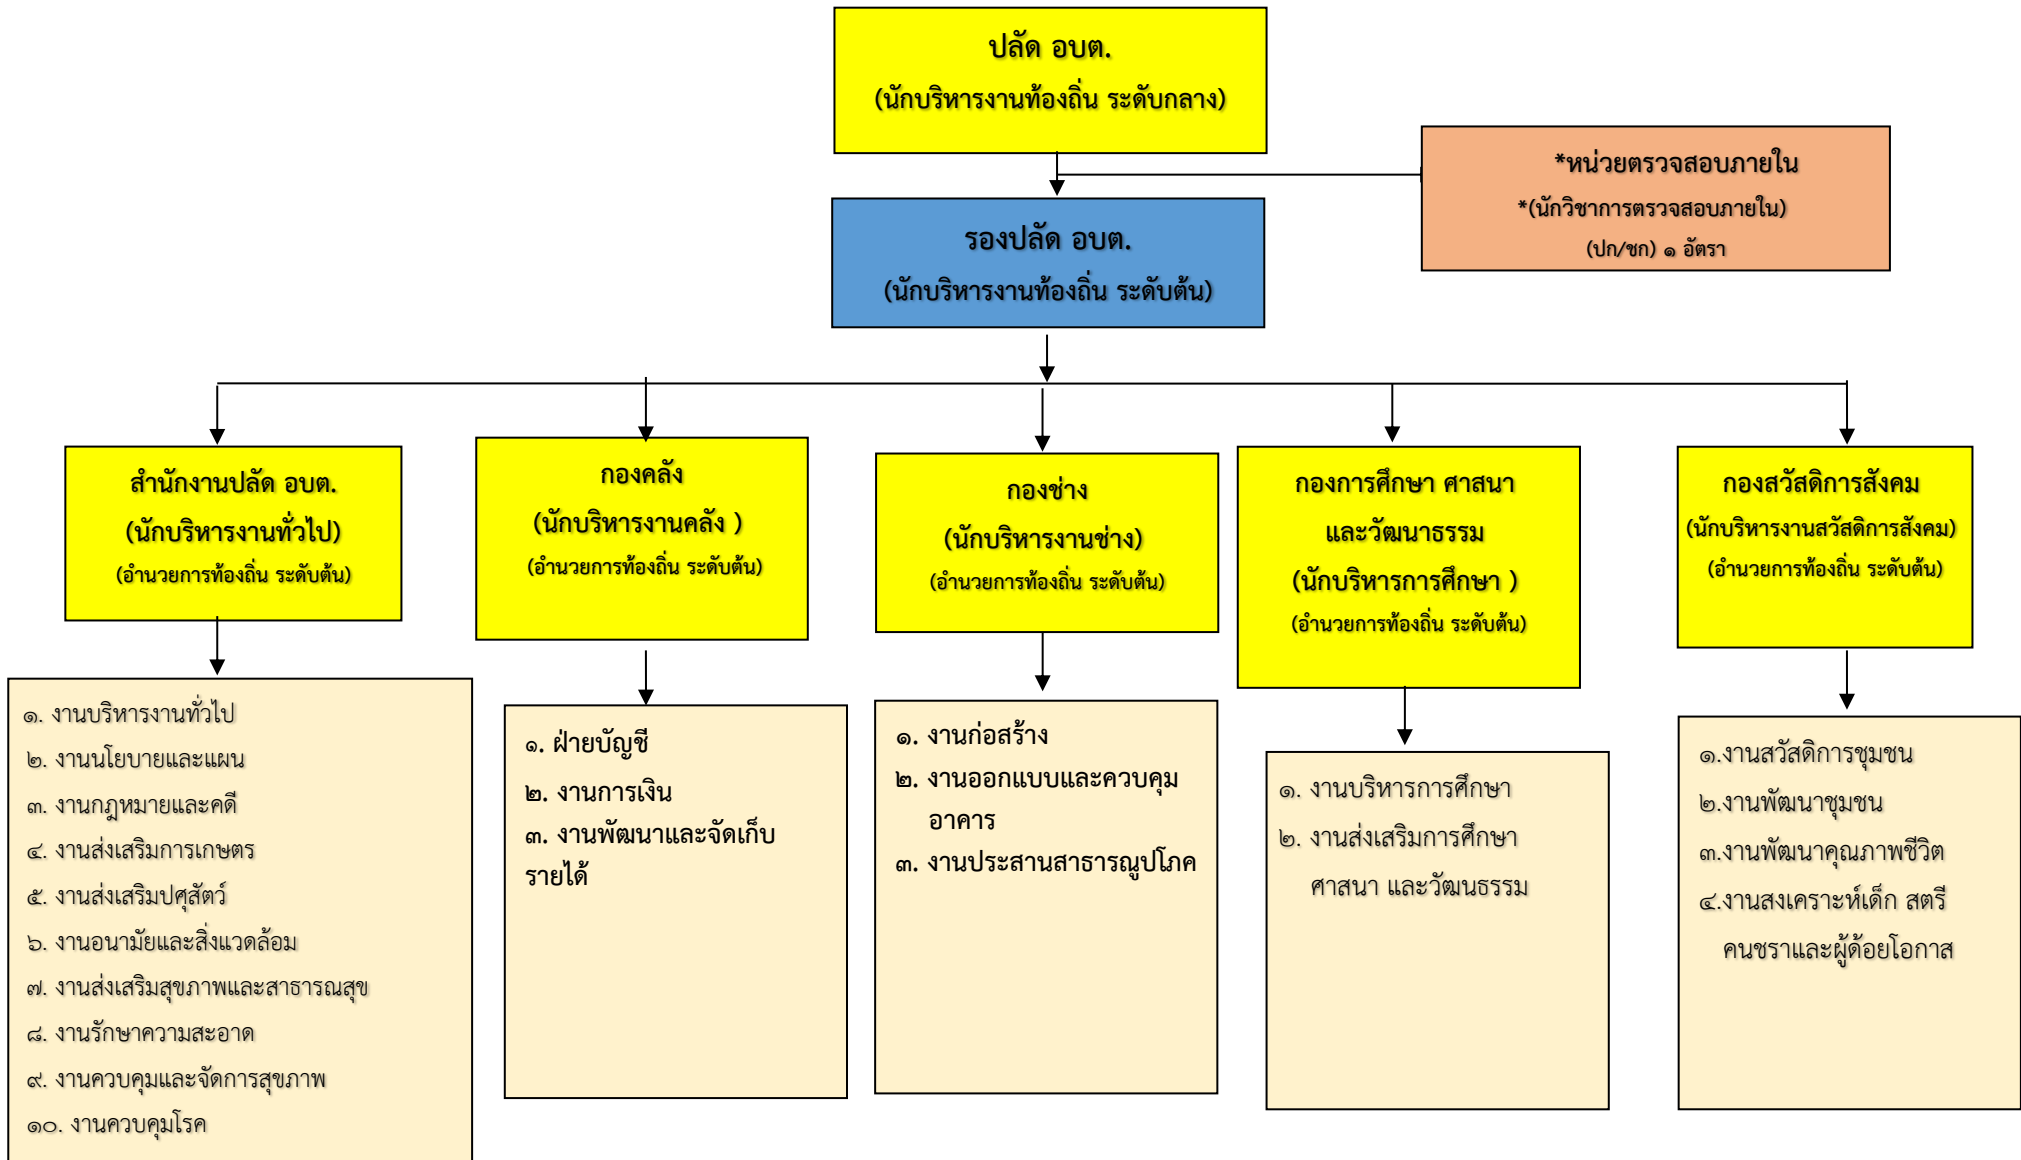 ปลัด อบต.
(นักบริหารงานท้องถิ่น ระดับกลาง)
*หน่วยตรวจสอบภายใน
*(นักวิชาการตรวจสอบภายใน)
(ปก/ชก) ๑ อัตรา
รองปลัด อบต.
(นักบริหารงานท้องถิ่น ระดับต้น)
สำนักงานปลัด อบต.
(นักบริหารงานทั่วไป)
(อำนวยการท้องถิ่น ระดับต้น)
กองคลัง
(นักบริหารงานคลัง )
(อำนวยการท้องถิ่น ระดับต้น)
กองช่าง
(นักบริหารงานช่าง)
(อำนวยการท้องถิ่น ระดับต้น)
กองการศึกษา ศาสนา
และวัฒนาธรรม
(นักบริหารการศึกษา )
(อำนวยการท้องถิ่น ระดับต้น)
กองสวัสดิการสังคม
(นักบริหารงานสวัสดิการสังคม)
(อำนวยการท้องถิ่น ระดับต้น)
๑. งานบริหารงานทั่วไป
๒. งานนโยบายและแผน
๓. งานกฎหมายและคดี
๔. งานส่งเสริมการเกษตร
๕. งานส่งเสริมปศุสัตว์
๖. งานอนามัยและสิ่งแวดล้อม
๗. งานส่งเสริมสุขภาพและสาธารณสุข
๘. งานรักษาความสะอาด
๙. งานควบคุมและจัดการสุขภาพ
๑๐. งานควบคุมโรค
๑. ฝ่ายบัญชี
๒. งานการเงิน
๓. งานพัฒนาและจัดเก็บ
รายได้
๑. งานก่อสร้าง
๒. งานออกแบบและควบคุม
อาคาร
๓. งานประสานสาธารณูปโภค
๑. งานบริหารการศึกษา
๒. งานส่งเสริมการศึกษา
ศาสนา และวัฒนธรรม
๑.งานสวัสดิการชุมชน
๒.งานพัฒนาชุมชน
๓.งานพัฒนาคุณภาพชีวิต
๔.งานสงเคราะห์เด็ก สตรี
คนชราและผู้ด้อยโอกาส